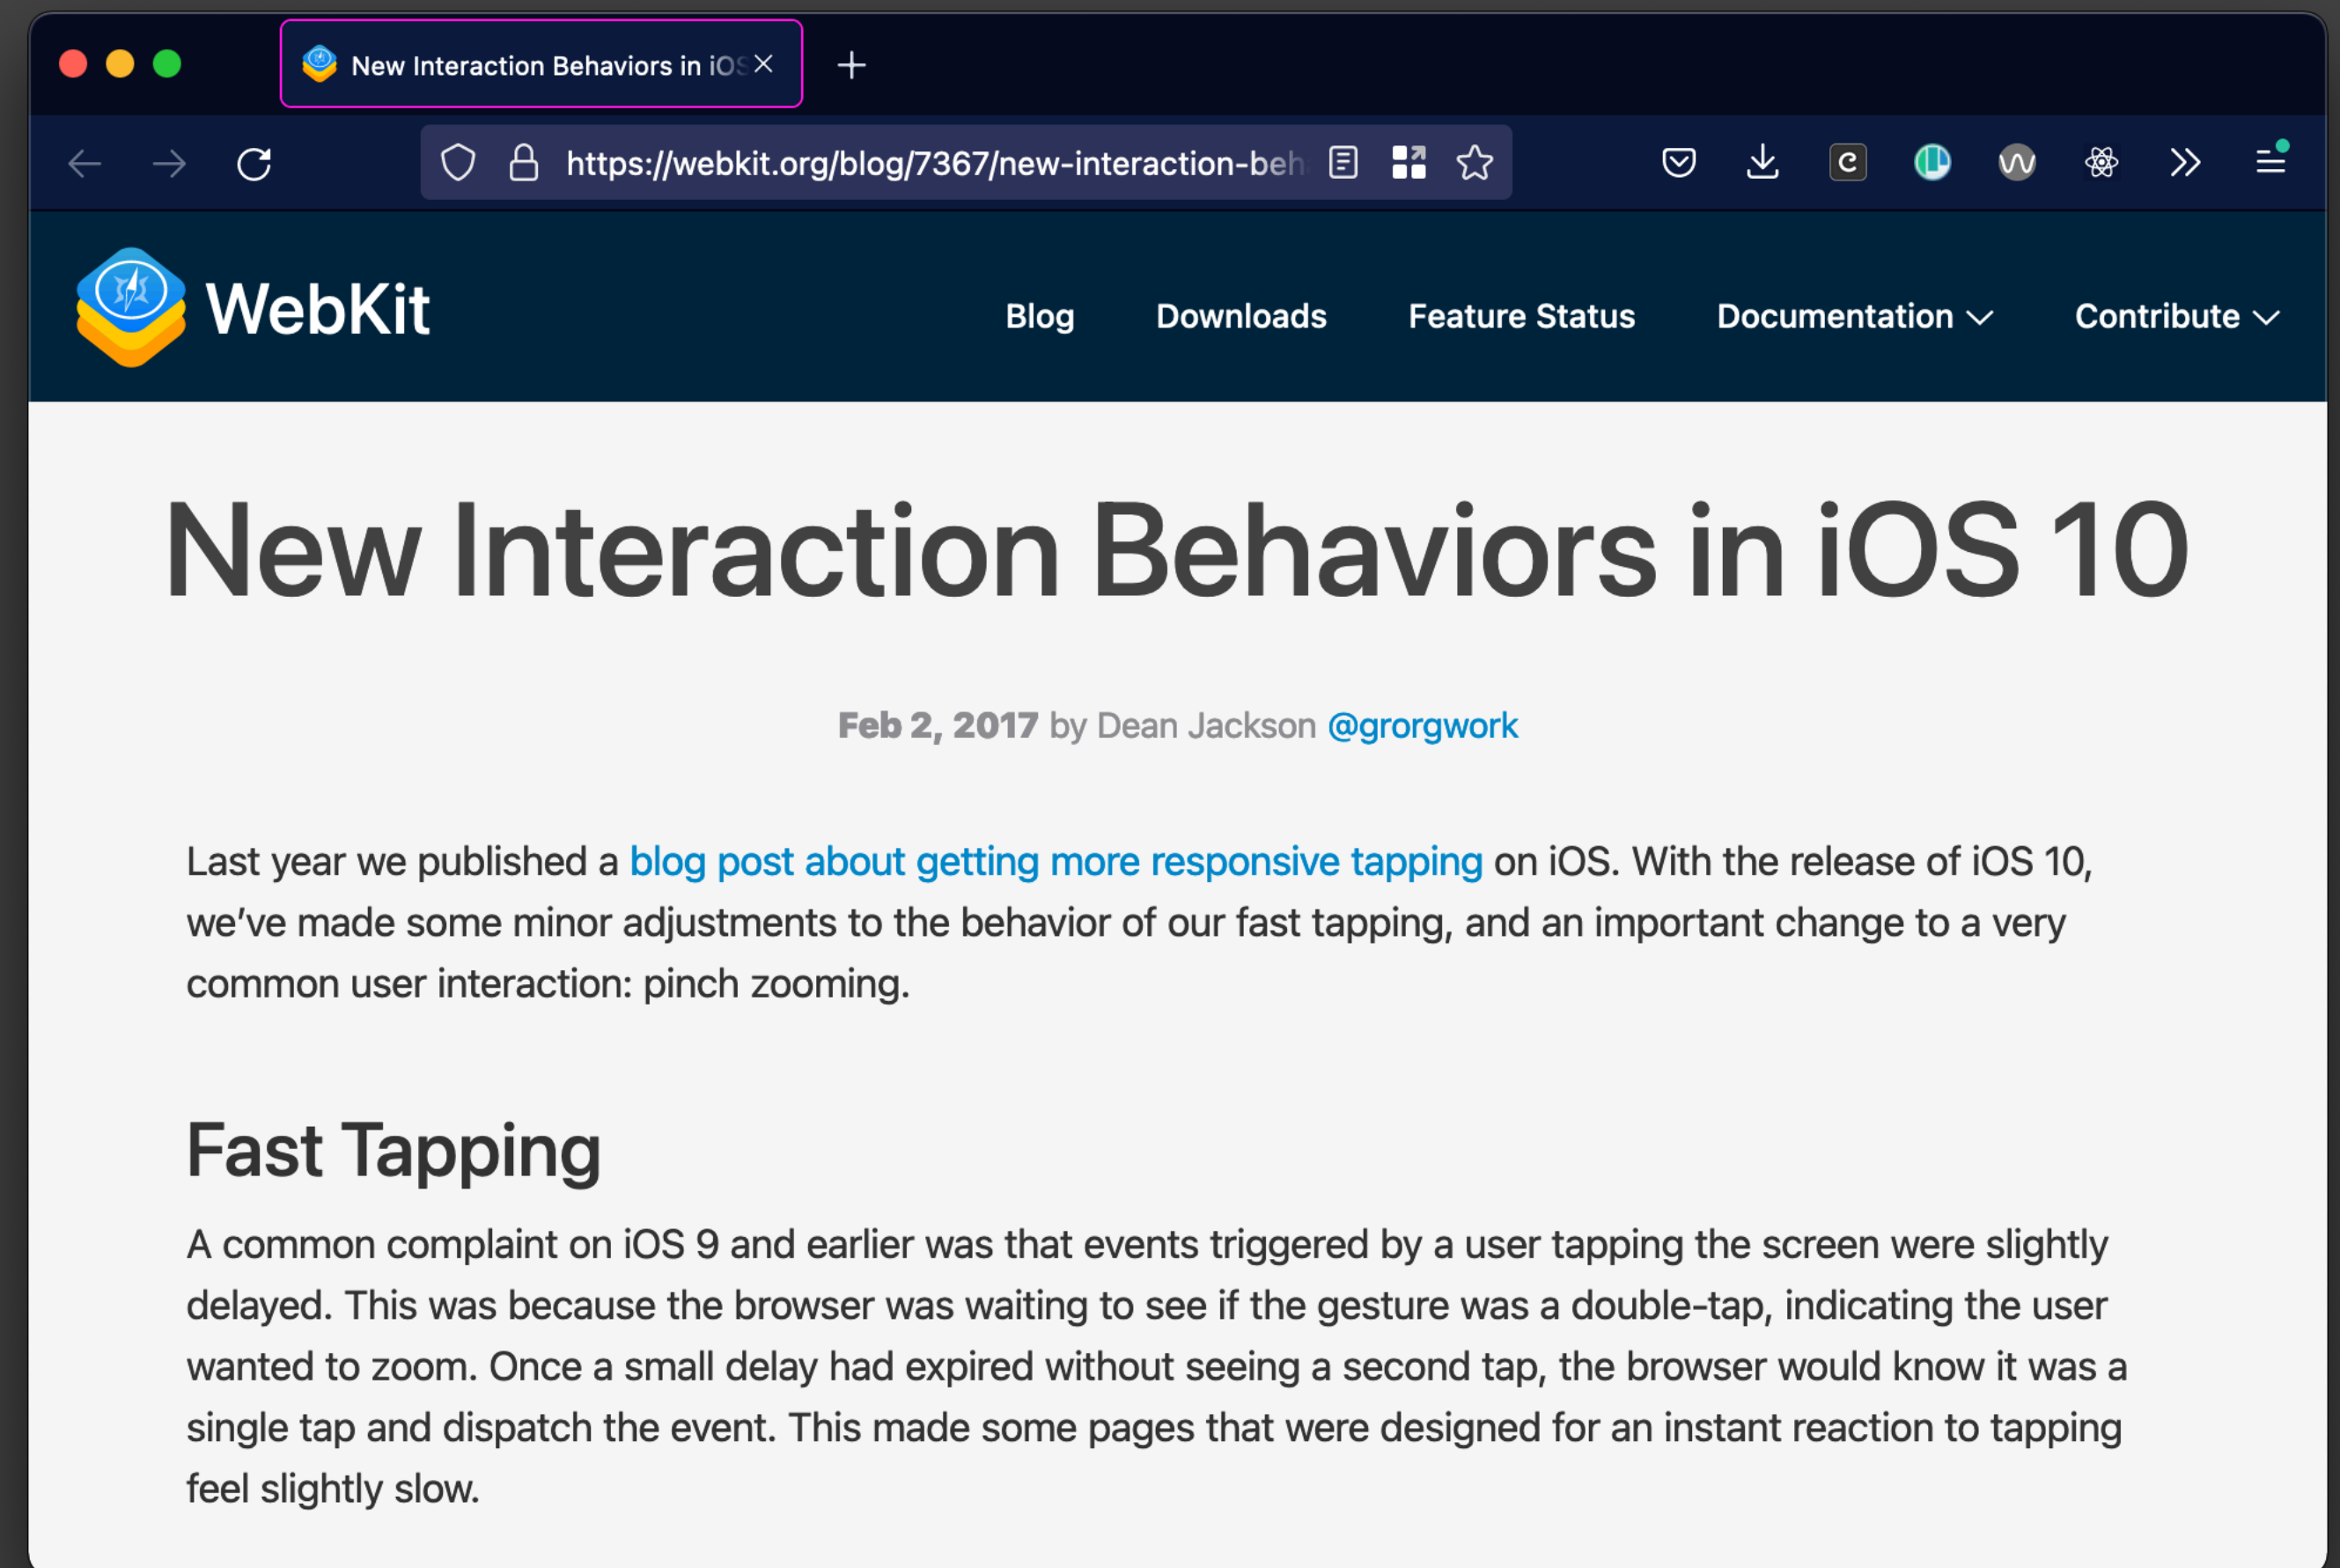 New Interaction Behaviors in iOS
https://webkit.org/blog/7367/new-interaction-beh
WebKit
Blog Downloads Feature Status Documentation Contribute
New Interaction Behaviors in iOS 10
Feb 2, 2017 by Dean Jackson @grorgwork
Last year we published a blog post about getting more responsive tapping on iOS. With the release of iOS 10,
we’ve made some minor adjustments to the behavior of our fast tapping, and an important change to a very
common user interaction: pinch zooming.
Fast Tapping
A common complaint on iOS 9 and earlier was that events triggered by a user tapping the screen were slightly
delayed. This was because the browser was waiting to see if the gesture was a double-tap, indicating the user
wanted to zoom. Once a small delay had expired without seeing a second tap, the browser would know it was a
single tap and dispatch the event. This made some pages that were designed for an instant reaction to tapping
feel slightly slow.